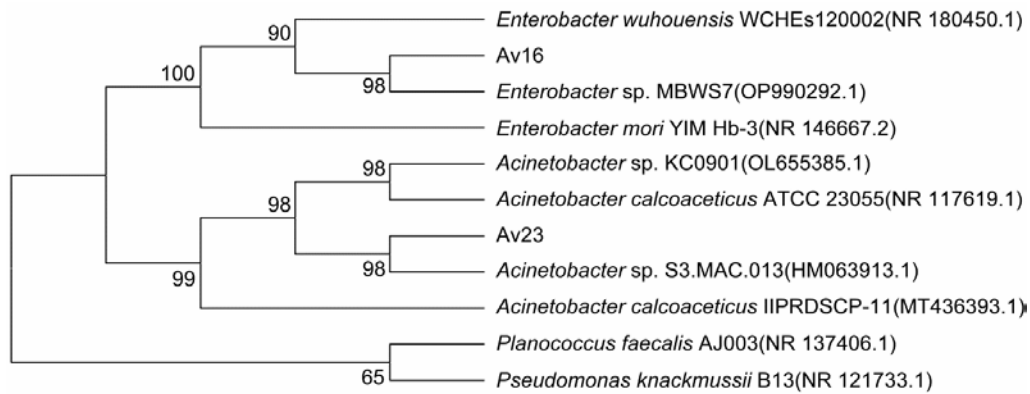 Enterobacter wuhouensis WCHEs120002(NR 180450.1)
90
Av16
100
98
Enterobacter sp. MBWS7(OP990292.1)
Enterobacter mori YIM Hb-3(NR 146667.2)
Acinetobacter sp. KC0901(OL655385.1)
98
Acinetobacter calcoaceticus ATCC 23055(NR 117619.1)
98
Av23
98
Acinetobacter sp. S3.MAC.013(HM063913.1)
99
Acinetobacter calcoaceticus IIPRDSCP-11(MT436393.1)
Planococcus faecalis AJ003(NR 137406.1)
65
Pseudomonas knackmussii B13(NR 121733.1)